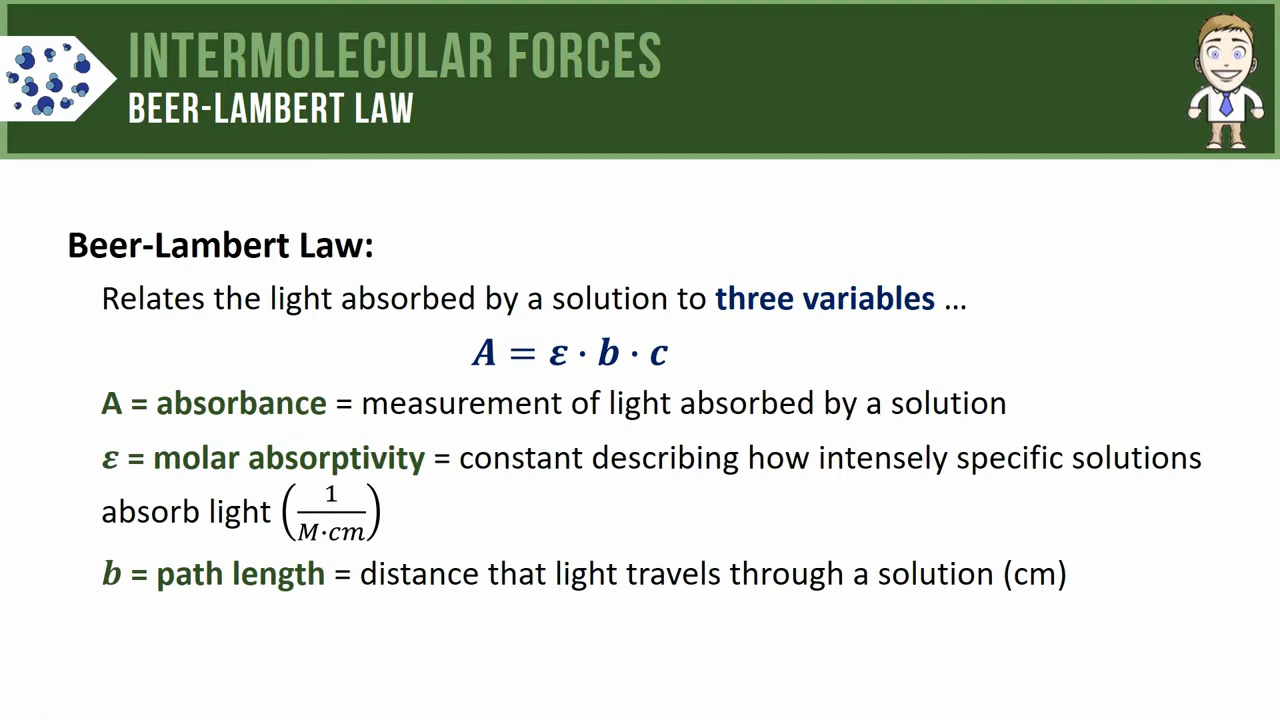 INTERMOLECULAR FORCES
BEER-LAMBERT LAW
Beer-Lambert Law:
Relates the light absorbed by a solution to three variables ...
A = ε · b · c
A = absorbance = measurement of light absorbed by a solution
ε = molar absorptivity = constant describing how intensely specific solutions
absorb light (1/M·cm)
b = path length = distance that light travels through a solution (cm)